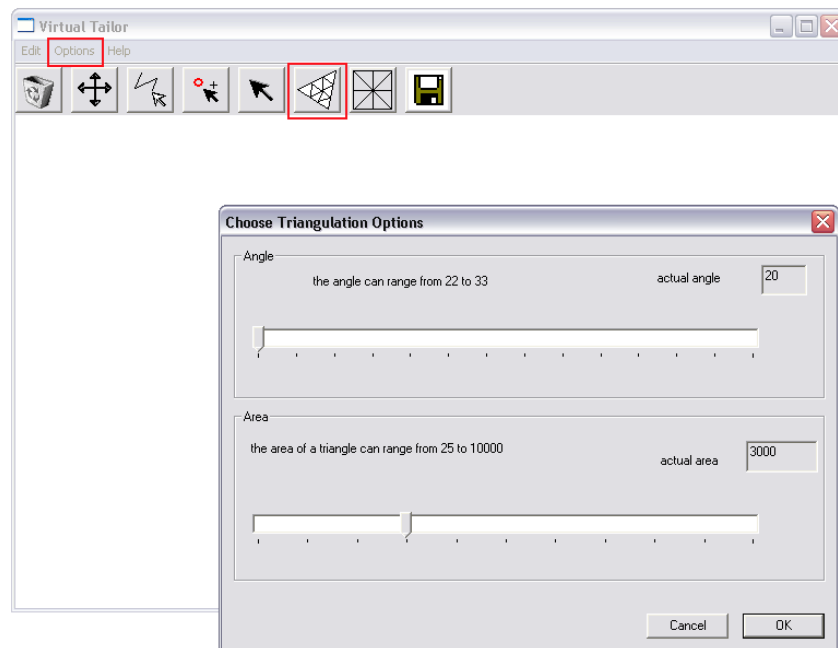 Virtual Tailor
Edit Options Help
Choose Triangulation Options
Angle
the angle can range from 22 to 33
actual angle
20
Area
the area of a triangle can range from 25 to 10000
actual area
3000
Cancel
OK